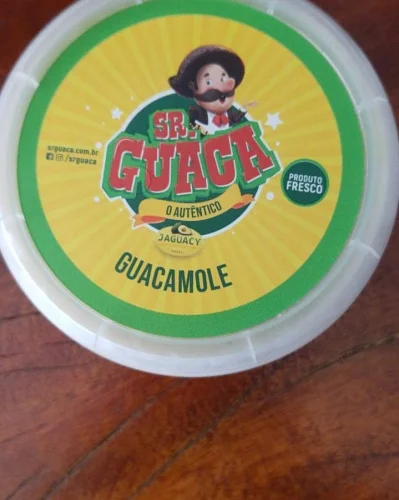 SR.
GUACA
O AUTÊNTICO
JAGUACY
GUACAMOLE
srguaca.com.br
/srguaca
PRODUTO
FRESCO